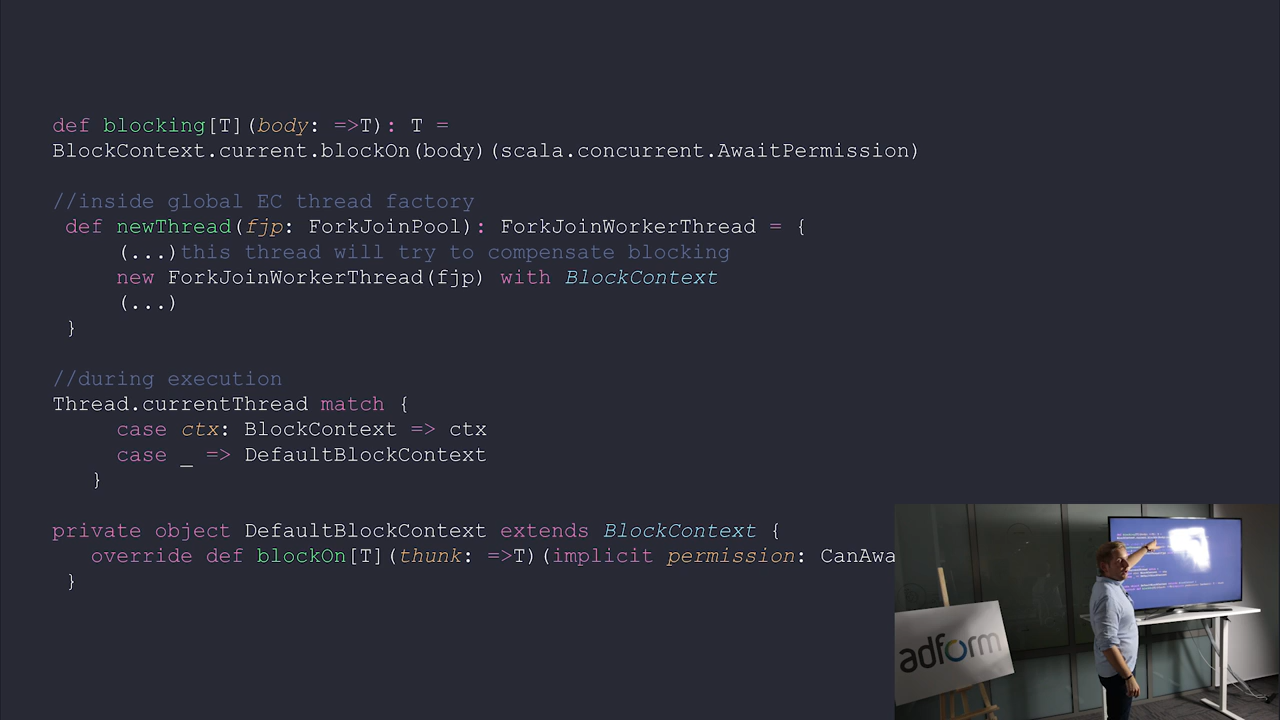 def blocking[T](body: =>T): T =
BlockContext.current.blockOn(body)(scala.concurrent.AwaitPermission)
//inside global EC thread factory
def newThread(fjp: ForkJoinPool): ForkJoinWorkerThread = {
(...)this thread will try to compensate blocking
new ForkJoinWorkerThread(fjp) with BlockContext
(...)
}
//during execution
Thread.currentThread match {
case ctx: BlockContext => ctx
case _ => DefaultBlockContext
}
private object DefaultBlockContext extends BlockContext {
override def blockOn[T](thunk: =>T)(implicit permission: CanAwa
}
adform